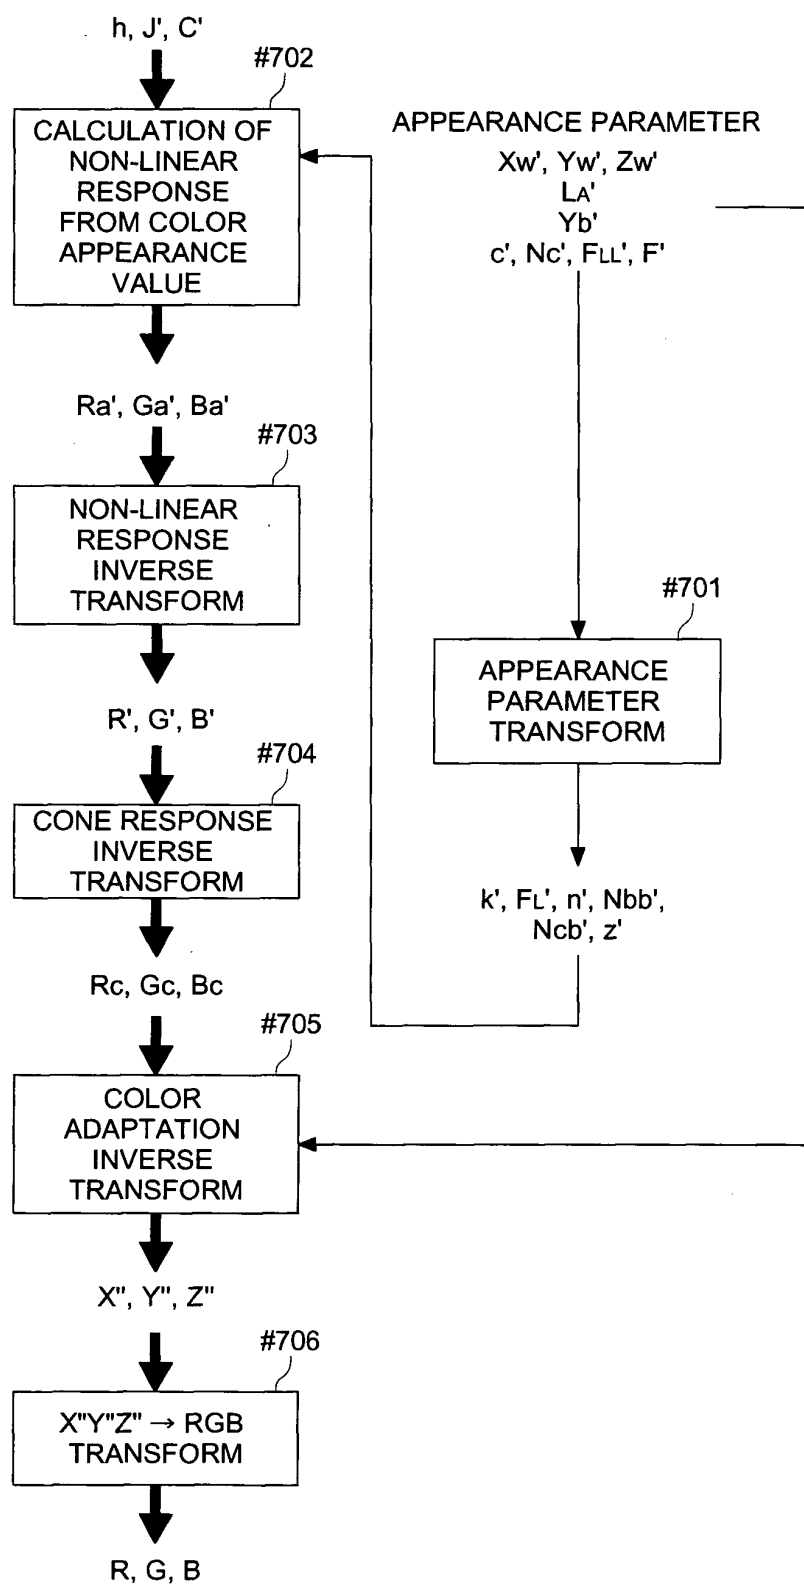 h, J', C'
#702
CALCULATION OF
NON-LINEAR
RESPONSE
FROM COLOR
APPEARANCE
VALUE
APPEARANCE PARAMETER
Xw', Yw', Zw'
LA'
Yb'
c', Nc', FLL', F'
Ra', Ga', Ba'
#703
NON-LINEAR
RESPONSE
INVERSE
TRANSFORM
#701
APPEARANCE
PARAMETER
TRANSFORM
R', G', B'
#704
CONE RESPONSE
INVERSE
TRANSFORM
k', FL', n', Nbb',
Ncb', z'
Rc, Gc, Bc
#705
COLOR
ADAPTATION
INVERSE
TRANSFORM
X", Y", Z"
#706
X"Y"Z" → RGB
TRANSFORM
R, G, B